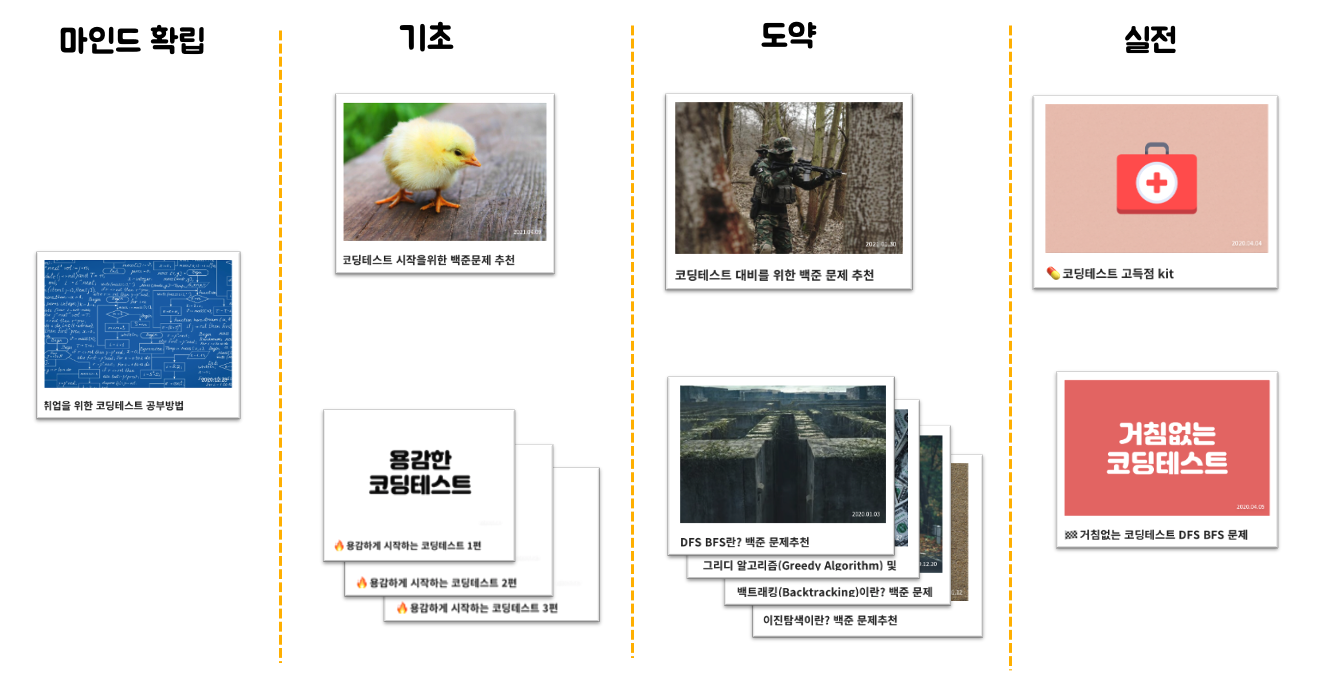 마인드 확립
기초
도약
실전
2020.12.25
취업을 위한 코딩테스트 공부방법
코딩테스트 시작을위한 백준문제 추천
용감한
코딩테스트
🔥용감하게 시작하는 코딩테스트 1편
🔥용감하게 시작하는 코딩테스트 2편
🔥용감하게 시작하는 코딩테스트 3편
코딩테스트 대비를 위한 백준 문제 추천
2020.01.03
DFS BFS란? 백준 문제추천
그리디 알고리즘(Greedy Algorithm) 및
백트래킹(Backtracking)이란? 백준 문제
이진탐색이란? 백준 문제추천
2020.04.04
💊코딩테스트 고득점 kit
거침없는
코딩테스트
2020.04.05
🏁거침없는 코딩테스트 DFS BFS 문제